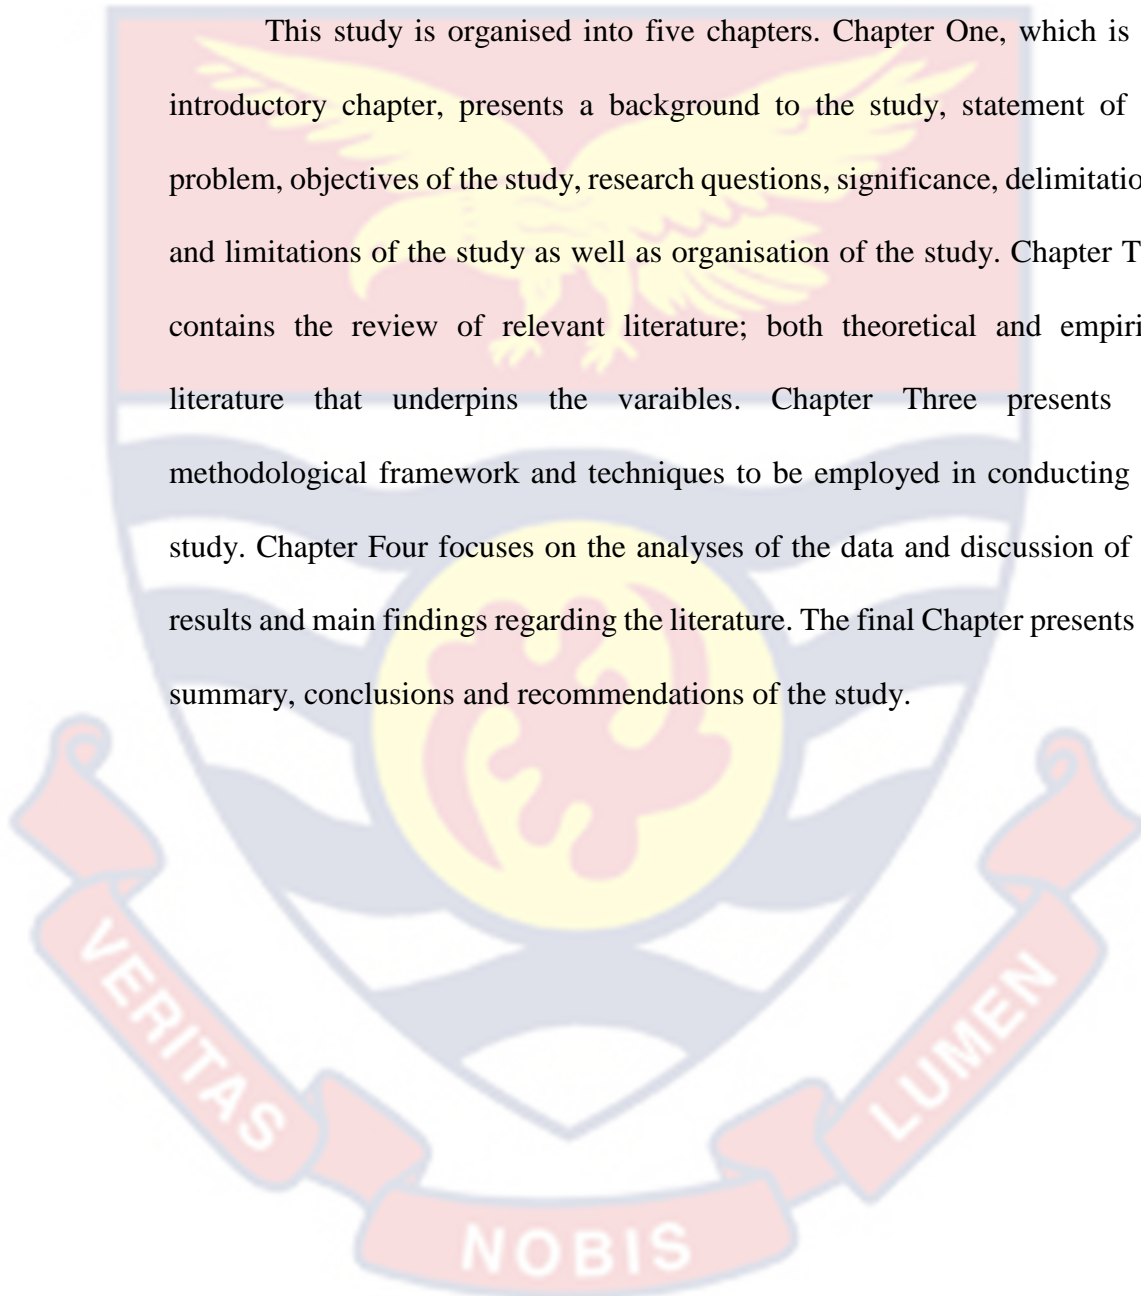 This study is organised into five chapters. Chapter One, which is
introductory chapter, presents a background to the study, statement of
problem, objectives of the study, research questions, significance, delimitatio
and limitations of the study as well as organisation of the study. Chapter T
contains the review of relevant literature; both theoretical and empiri
literature that underpins the varaibles. Chapter Three presents
methodological framework and techniques to be employed in conducting
study. Chapter Four focuses on the analyses of the data and discussion of
results and main findings regarding the literature. The final Chapter presents
summary, conclusions and recommendations of the study.
VERITAS
NOBIS
LUMEN